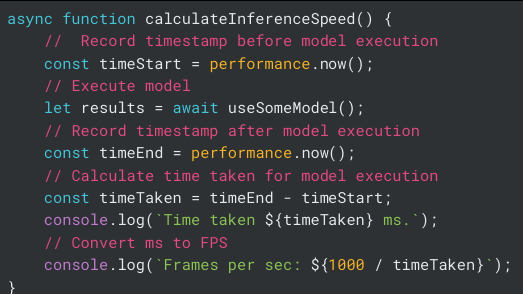 async function calculateInferenceSpeed() {
    //  Record timestamp before model execution
    const timeStart = performance.now();
    // Execute model
    let results = await useSomeModel();
    // Record timestamp after model execution
    const timeEnd = performance.now();
    // Calculate time taken for model execution
    const timeTaken = timeEnd - timeStart;
    console.log(`Time taken ${timeTaken} ms.`);
    // Convert ms to FPS
    console.log(`Frames per sec: ${1000 / timeTaken}`);
}